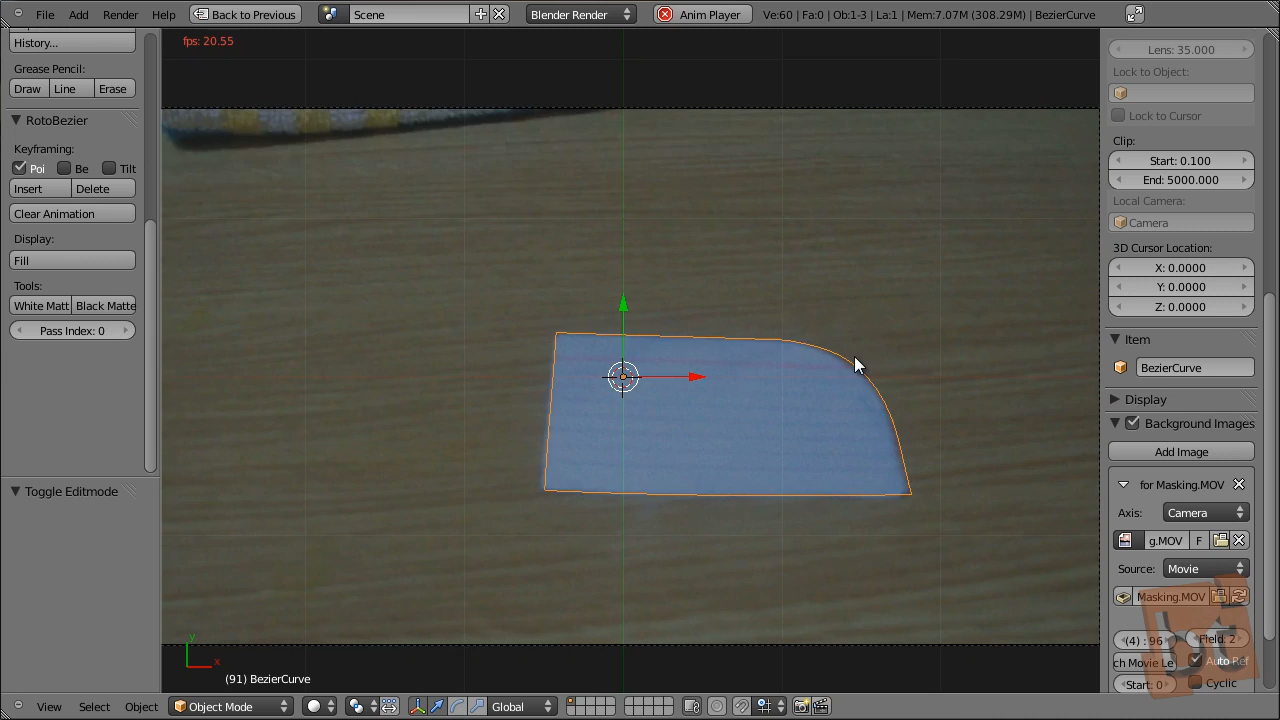 File Add Render Help Back to Previous Scene Blender Render Anim Player Ve:60 | Fa:0 | Ob:1-3 | La:1 | Mem:7.07M (308.29M) | BezierCurve
History...
Grease Pencil:
Draw Line Erase
RotoBezier
Keyframing:
Poi Be Tilt
Insert Delete
Clear Animation
Display:
Fill
Tools:
White Matt Black Matte
Pass Index: 0
Toggle Editmode
fps: 20.55
y
x
(91) BezierCurve
Lens: 35.000
Lock to Object:
Lock to Cursor
Clip:
Start: 0.100
End: 5000.000
Local Camera:
Camera
3D Cursor Location:
X: 0.0000
Y: 0.0000
Z: 0.0000
Item
BezierCurve
Display
Background Images
Add Image
for Masking.MOV
Axis: Camera
g.MOV F
Source: Movie
Masking.MOV
(4) : 96 Field: 2
ch Movie Le Auto Ref
Start: 0 Cyclic
View Select Object Object Mode Global